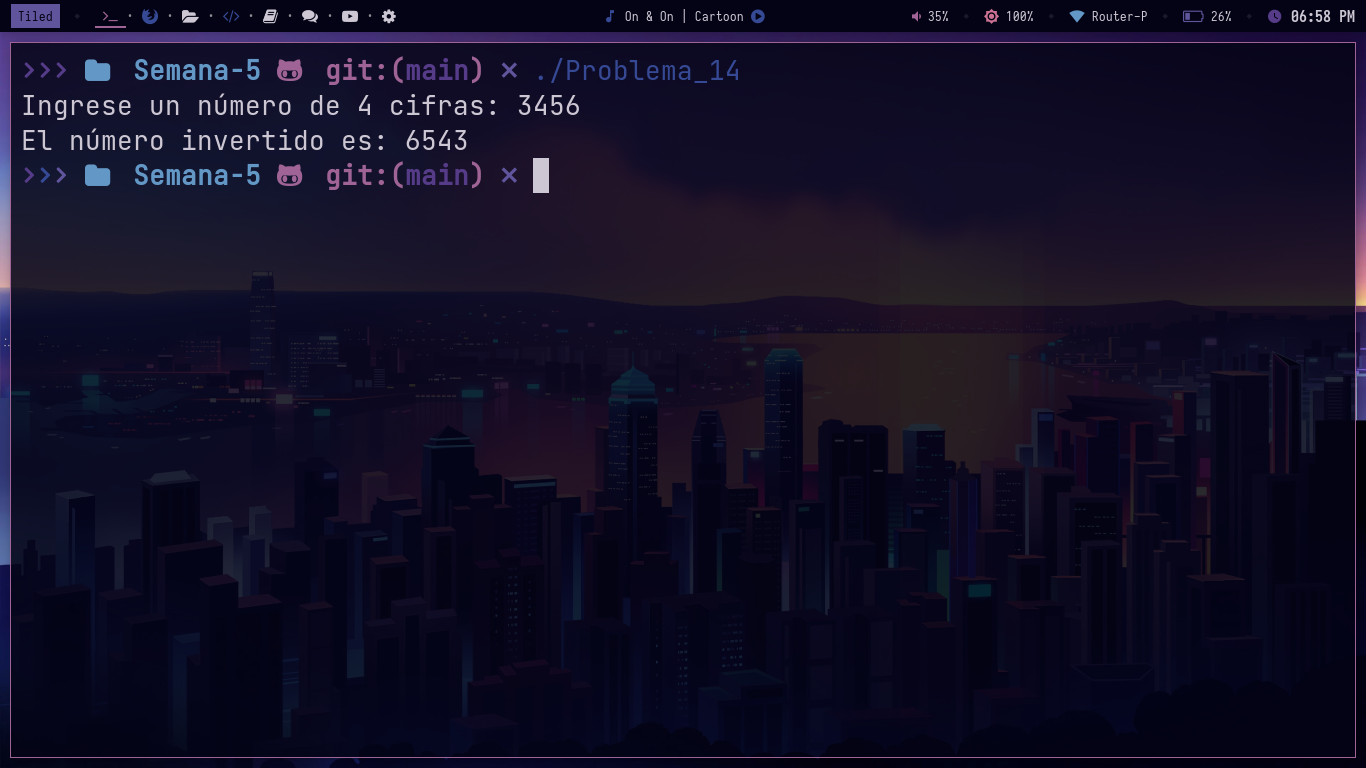 Tiled
On & On | Cartoon
35%
100%
Router-P
26%
06:58 PM
>>> Semana-5 git:(main) × ./Problema_14
Ingrese un número de 4 cifras: 3456
El número invertido es: 6543
>>> Semana-5 git:(main) ×